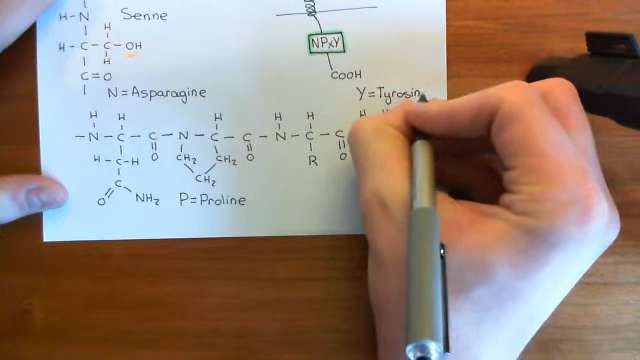 N
H-N Serine
H
H-C-C-OH
H
C=O
NPxY
COOH
N=Asparagine
Y=Tyrosin
H H H H H
-N-C-C-N-C-C-N-C-C
O CH2 CH2 O R O
H-C-H CH2
C
O NH2 P=Proline